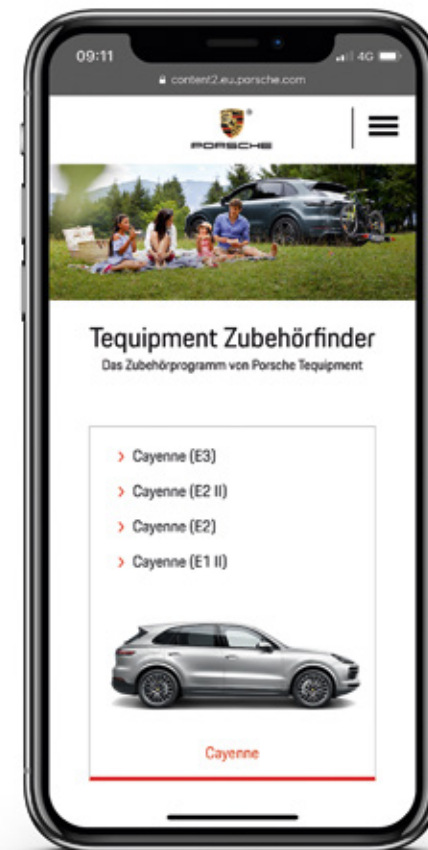 09:11
4G
content2.eu.porsche.com
PORSCHE
Tequipment Zubehörfinder
Das Zubehörprogramm von Porsche Tequipment
Cayenne (E3)
Cayenne (E2 II)
Cayenne (E2)
Cayenne (E1 II)
Cayenne